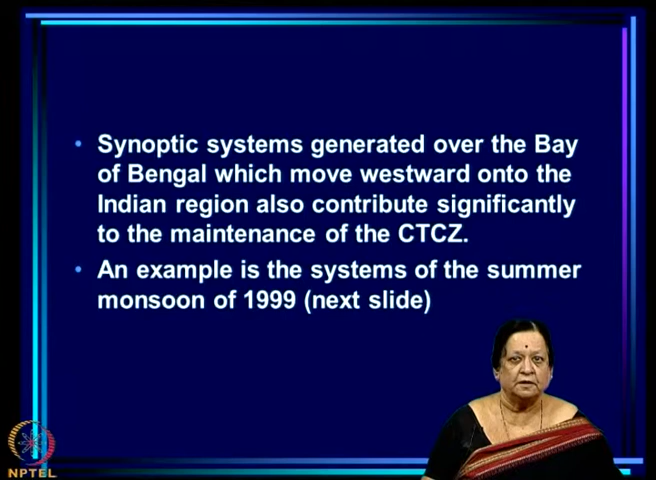 • Synoptic systems generated over the Bay
of Bengal which move westward onto the
Indian region also contribute significantly
to the maintenance of the CTCZ.
• An example is the systems of the summer
monsoon of 1999 (next slide)
NPTEL